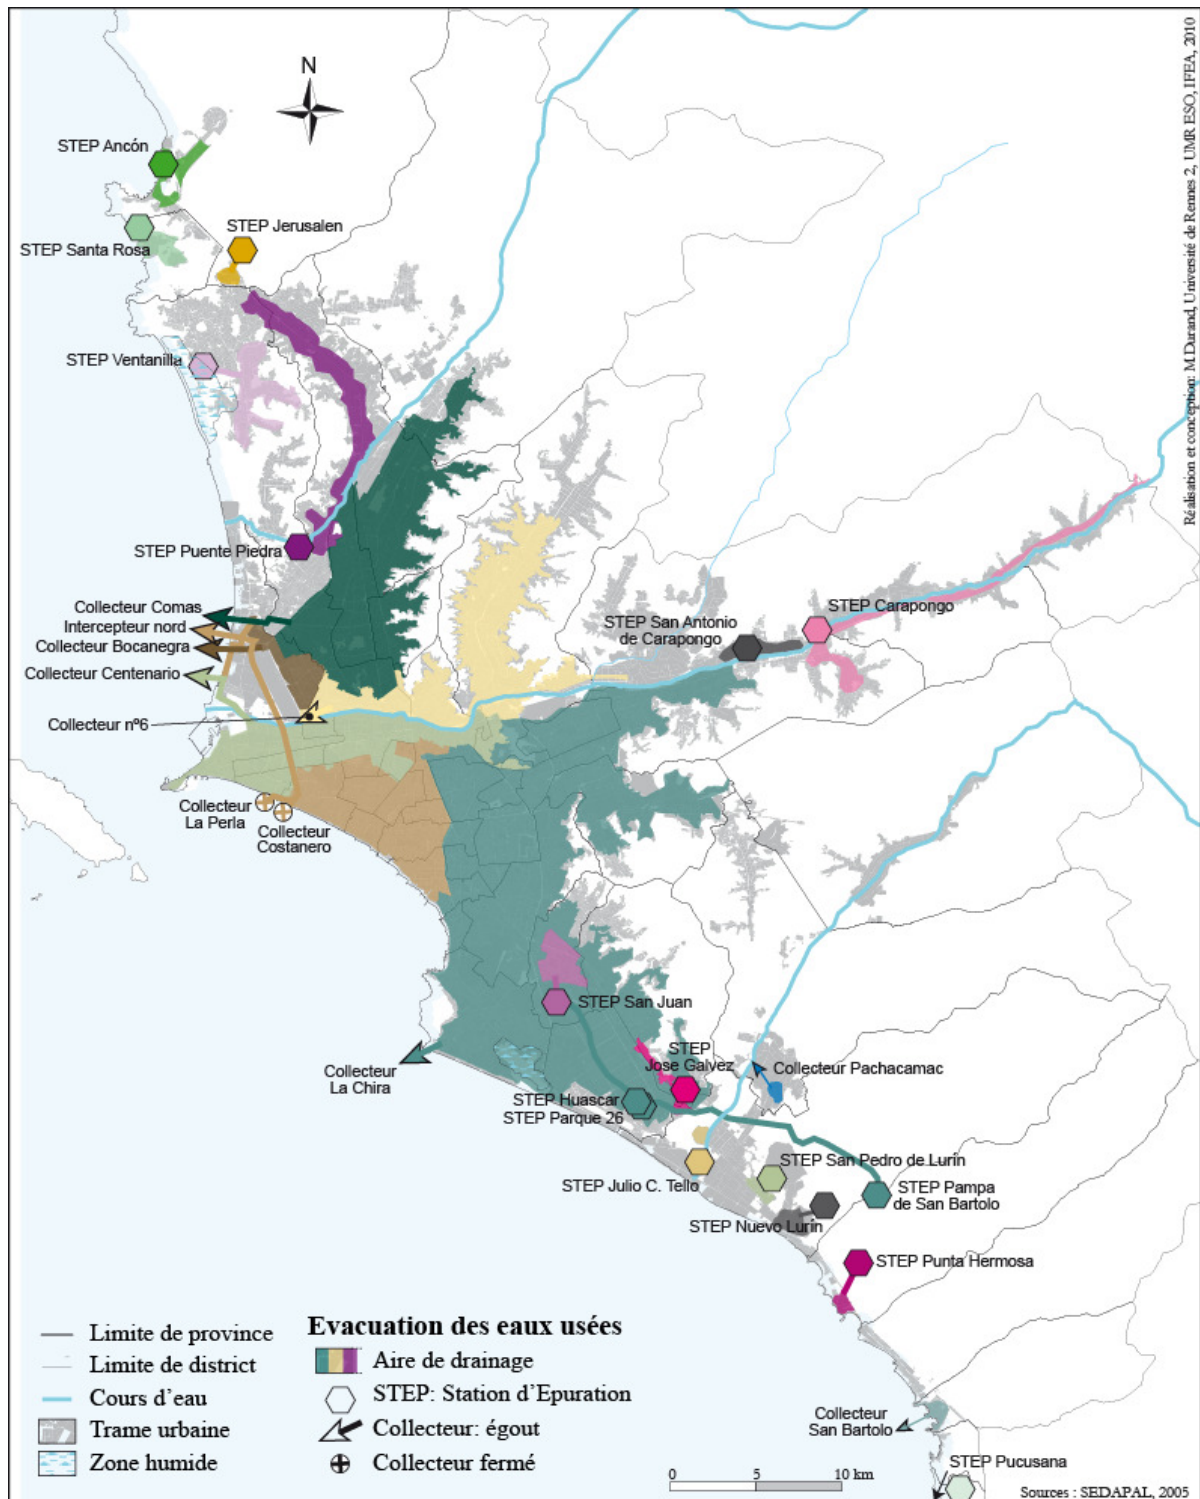 Réalisation et conception: M.Durand, Université de Rennes 2, UMR ESO, IFEA, 2010
N
STEP Ancón
STEP Santa Rosa
STEP Jerusalen
STEP Ventanilla
STEP Puente Piedra
Collecteur Comas
Intercepteur nord
Collecteur Bocanegra
Collecteur Centenario
Collecteur nº6
STEP San Antonio
de Carapongo
STEP Carapongo
Collecteur
La Perla
Collecteur
Costanero
STEP San Juan
Collecteur
La Chira
STEP
Jose Galvez
Collecteur Pachacamac
STEP Huascar
STEP Parque 26
STEP Julio C. Tello
STEP San Pedro de Lurín
STEP Pampa
de San Bartolo
STEP Nuevo Lurín
STEP Punta Hermosa
Collecteur
San Bartolo
STEP Pucusana
Limite de province
Limite de district
Cours d'eau
Trame urbaine
Zone humide
Evacuation des eaux usées
Aire de drainage
STEP: Station d'Epuration
Collecteur: égout
Collecteur fermé
0 5 10 km
Sources : SEDAPAL, 2005